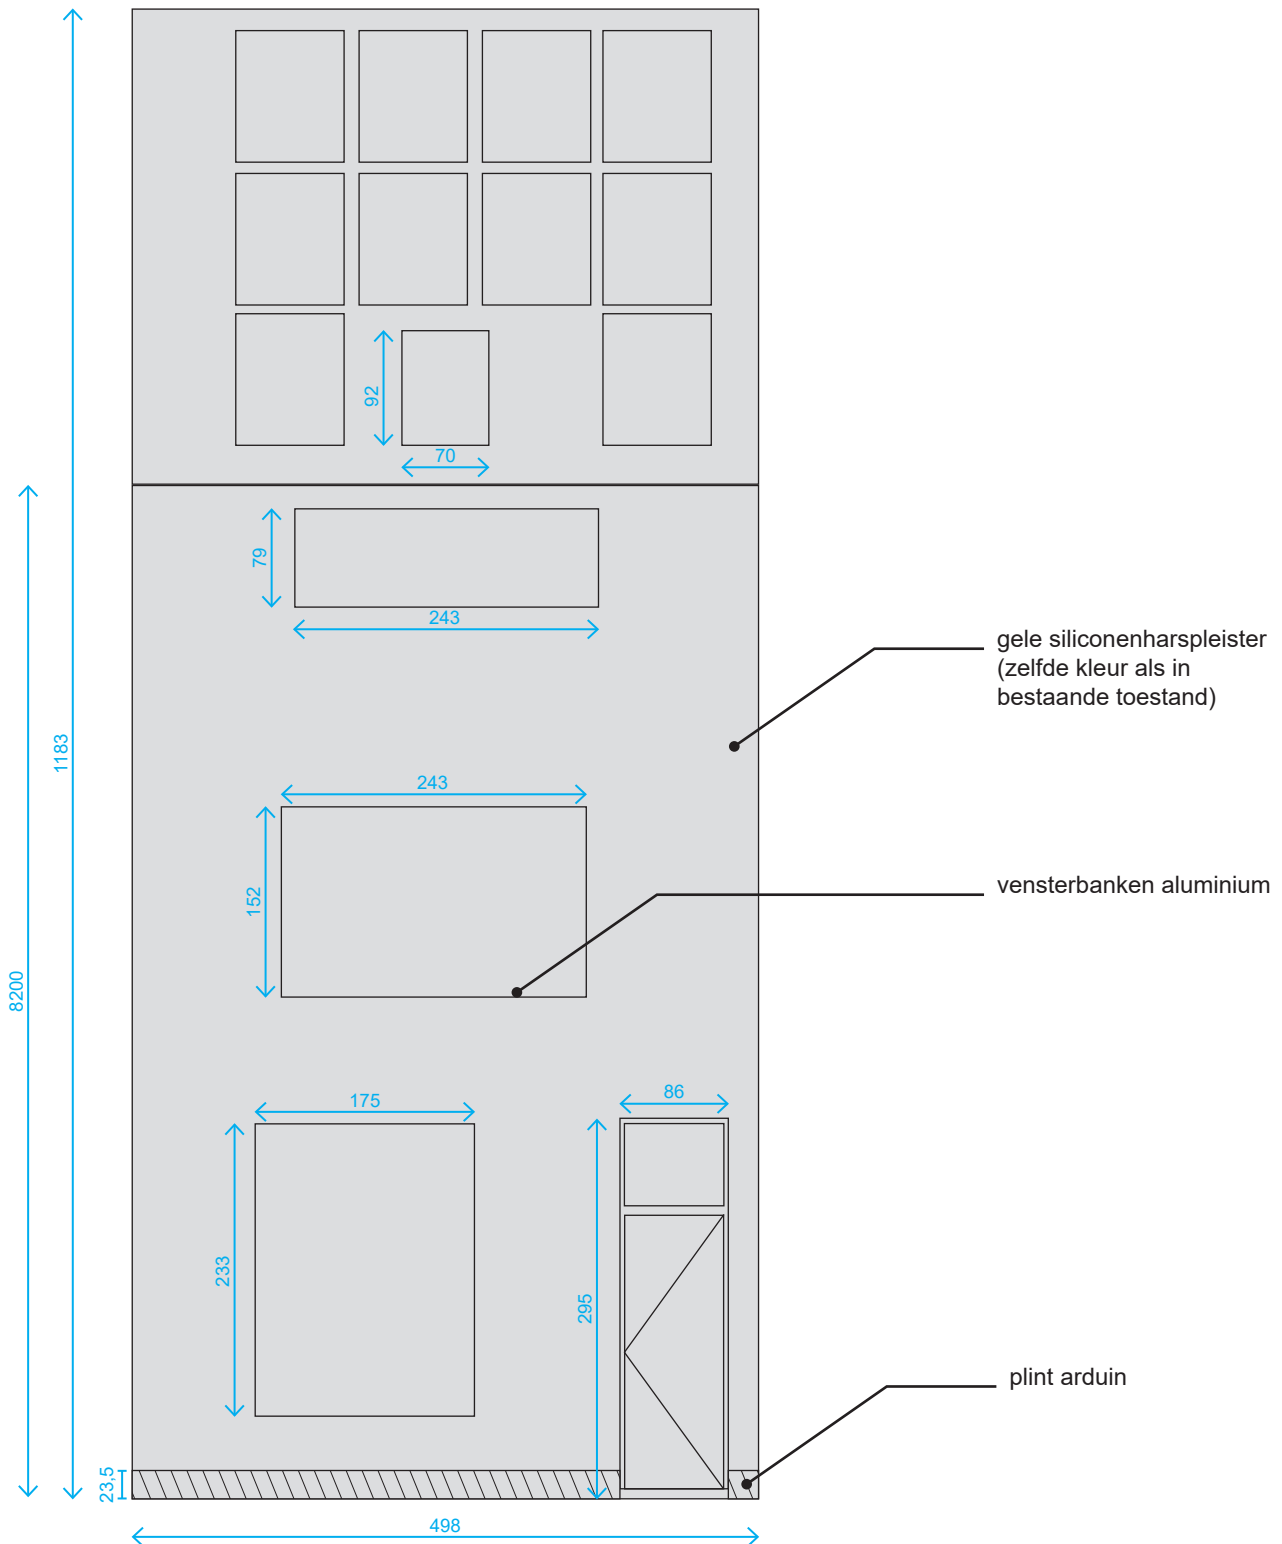 92
70
79
243
gele siliconenharspleister
(zelfde kleur als in
bestaande toestand)
1183
243
152
vensterbanken aluminium
8200
175
86
233
295
plint arduin
23,5
498